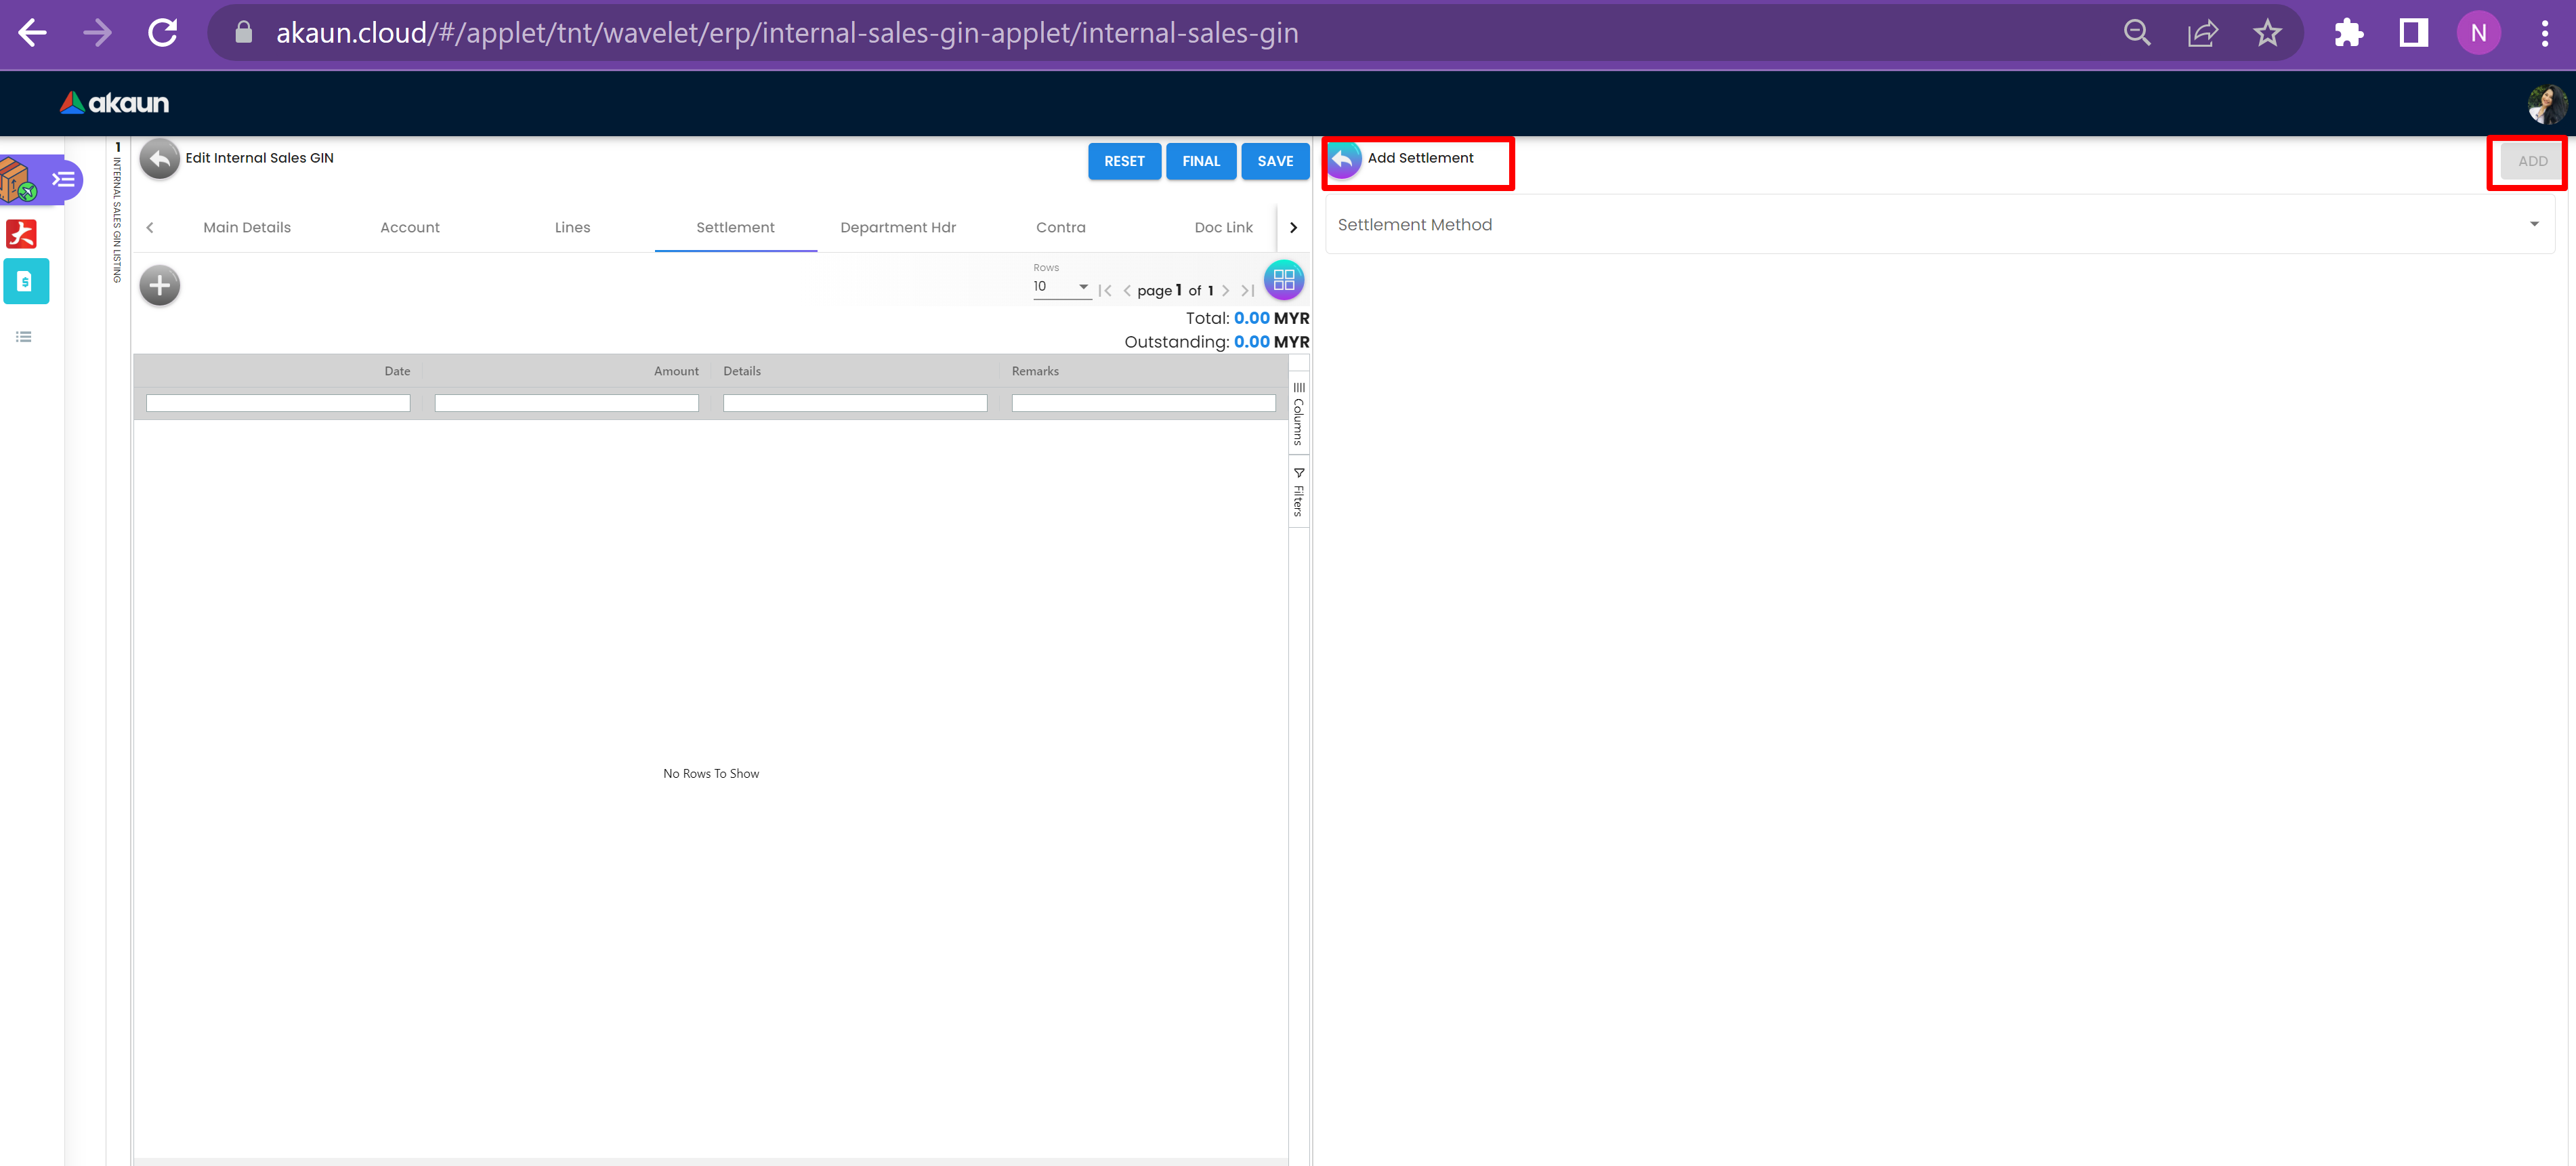 akaun.cloud/#/applet/tnt/wavelet/erp/internal-sales-gin-applet/internal-sales-gin
N
akaun
1 INTERNAL SALES GIN LISTING
Edit Internal Sales GIN
RESET FINAL SAVE
Main Details Account Lines Settlement Department Hdr Contra Doc Link
Rows
10
page 1 of 1
Total: 0.00 MYR
Outstanding: 0.00 MYR
Date Amount Details Remarks
Columns
Filters
No Rows To Show
Add Settlement
ADD
Settlement Method